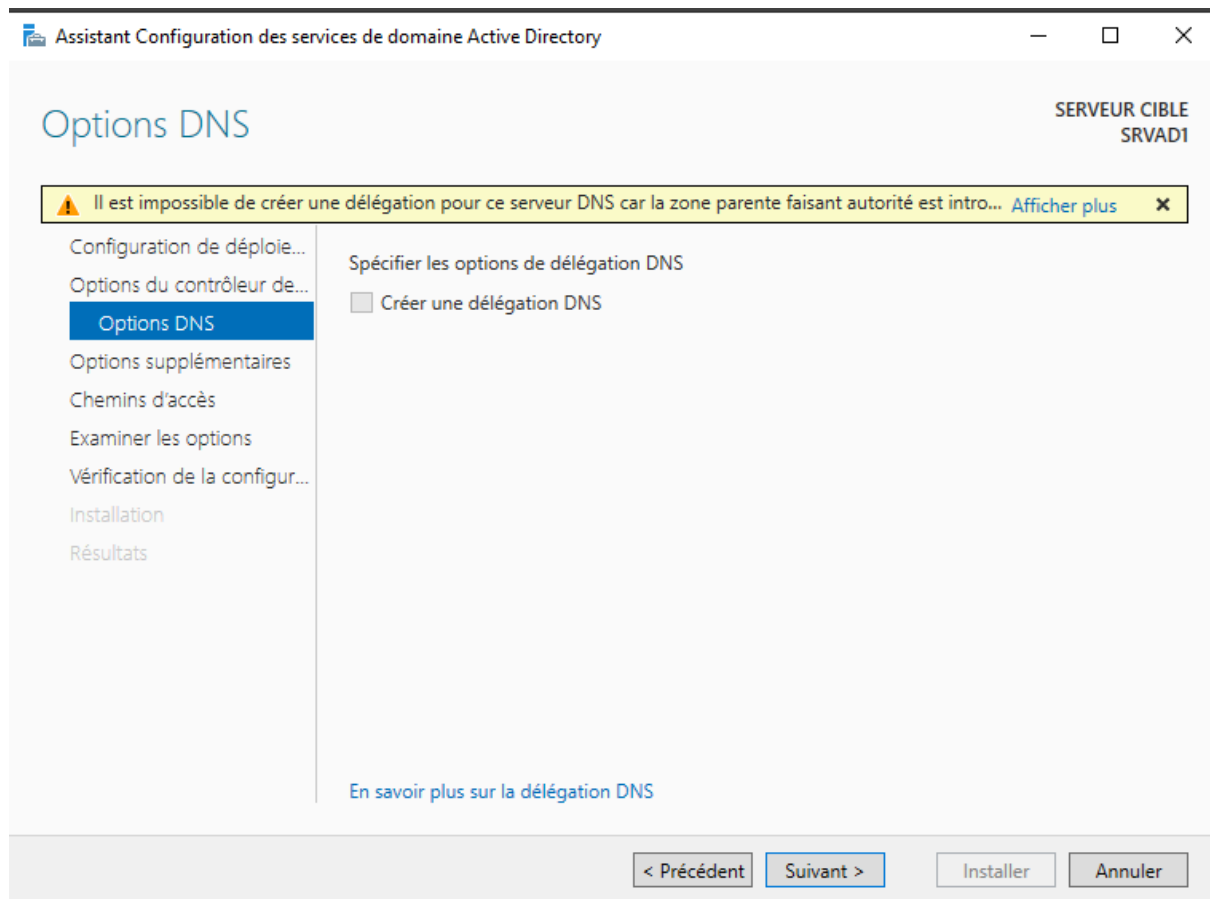 Assistant Configuration des services de domaine Active Directory
Options DNS
SERVEUR CIBLE
SRVAD1
Il est impossible de créer une délégation pour ce serveur DNS car la zone parente faisant autorité est intro... Afficher plus
Configuration de déploie...
Options du contrôleur de...
Options DNS
Options supplémentaires
Chemins d'accès
Examiner les options
Vérification de la configur...
Installation
Résultats
Spécifier les options de délégation DNS
Créer une délégation DNS
En savoir plus sur la délégation DNS
< Précédent
Suivant >
Installer
Annuler